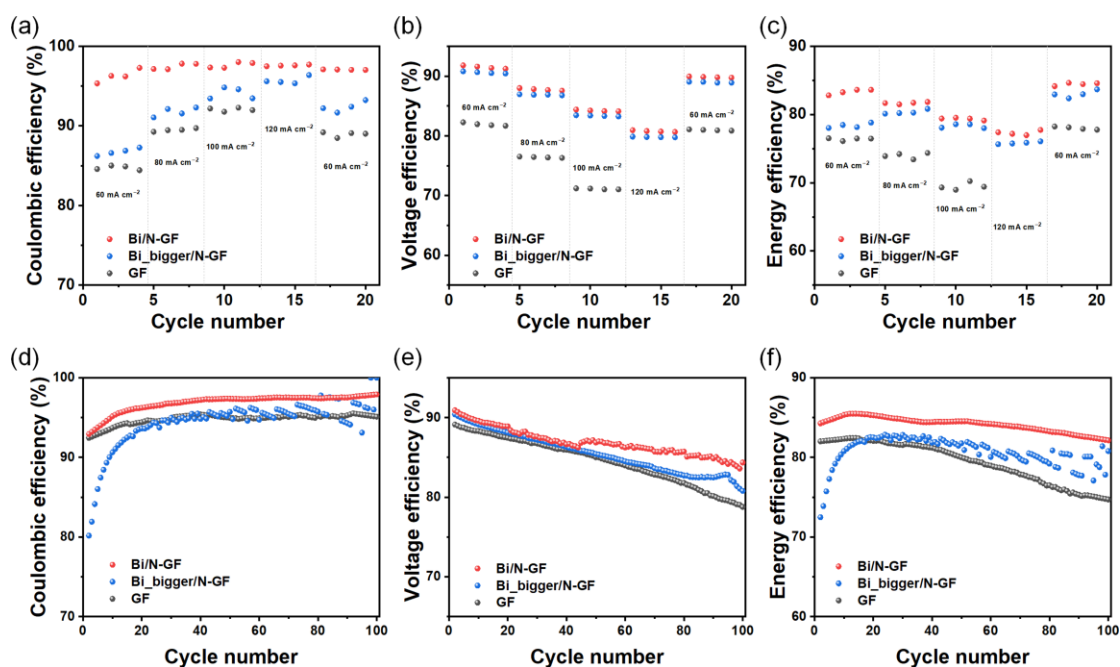 (a)
Coulombic efficiency (%)
100
90
80
70
60 mA cm⁻²
80 mA cm⁻²
100 mA cm⁻²
120 mA cm⁻²
60 mA cm⁻²
Bi/N-GF
Bi_bigger/N-GF
GF
0 5 10 15 20
Cycle number
(b)
Voltage efficiency (%)
90
80
70
60
60 mA cm⁻²
80 mA cm⁻²
100 mA cm⁻²
120 mA cm⁻²
60 mA cm⁻²
Bi/N-GF
Bi_bigger/N-GF
GF
0 5 10 15 20
Cycle number
(c)
Energy efficiency (%)
90
80
70
60
60 mA cm⁻²
80 mA cm⁻²
100 mA cm⁻²
120 mA cm⁻²
60 mA cm⁻²
Bi/N-GF
Bi_bigger/N-GF
GF
0 5 10 15 20
Cycle number
(d)
Coulombic efficiency (%)
100
90
80
70
Bi/N-GF
Bi_bigger/N-GF
GF
0 20 40 60 80 100
Cycle number
(e)
Voltage efficiency (%)
90
80
70
Bi/N-GF
Bi_bigger/N-GF
GF
0 20 40 60 80 100
Cycle number
(f)
Energy efficiency (%)
90
80
70
60
Bi/N-GF
Bi_bigger/N-GF
GF
0 20 40 60 80 100
Cycle number